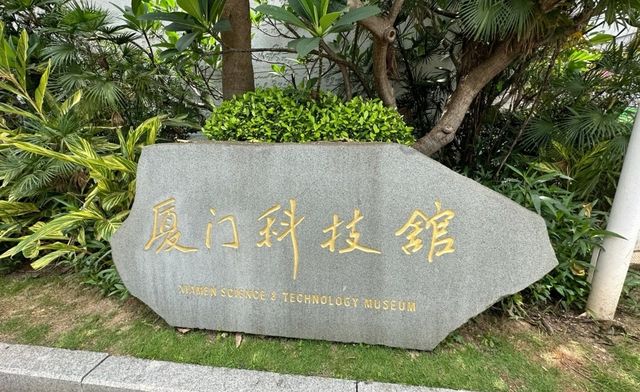 厦门科技馆
XIAMEN SCIENCE & TECHNOLOGY MUSEUM